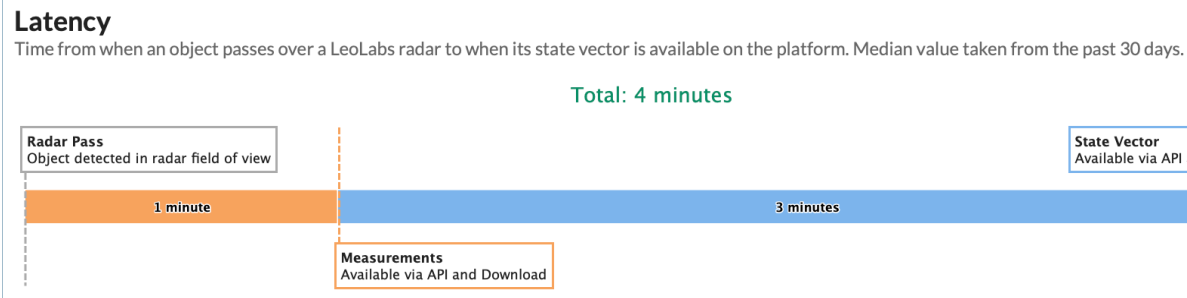 Latency
Time from when an object passes over a LeoLabs radar to when its state vector is available on the platform. Median value taken from the past 30 days.
Total: 4 minutes
Radar Pass
Object detected in radar field of view
State Vector
Available via API
1 minute
3 minutes
Measurements
Available via API and Download